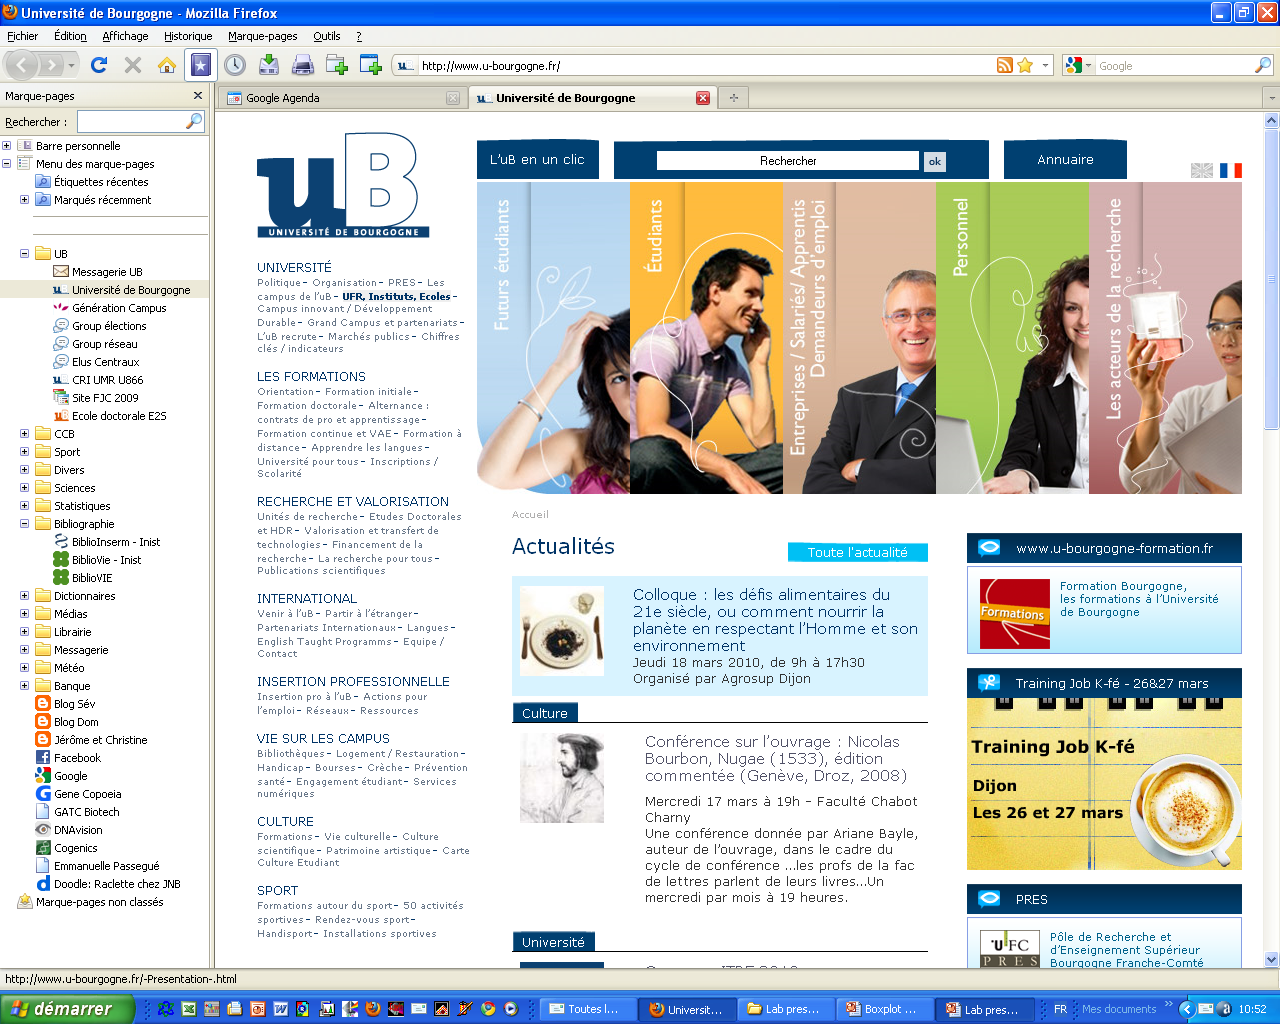 Université de Bourgogne - Mozilla Firefox
Fichier Édition Affichage Historique Marque-pages Outils ?
http://www.u-bourgogne.fr/
Google
Marque-pages
Google Agenda
Université de Bourgogne
Rechercher :
Barre personnelle
Menu des marque-pages
Étiquettes récentes
Marqués récemment
UB
Messagerie UB
Université de Bourgogne
Génération Campus
Group élections
Group réseau
Elus Centraux
CRI UMR U866
Site FJC 2009
Ecole doctorale E2S
CCB
Sport
Divers
Sciences
Statistiques
Bibliographie
BiblioInserm - Inist
BiblioVie - Inist
BiblioVIE
Dictionnaires
Médias
Librairie
Messagerie
Météo
Banque
Blog Sév
Blog Dom
Jérôme et Christine
Facebook
Google
Gene Copoeia
GATC Biotech
DNAvision
Cogenics
Emmanuelle Passegué
Doodle: Raclette chez JNB
Marque-pages non classés
uB
UNIVERSITÉ DE BOURGOGNE
L'uB en un clic
Rechercher
ok
Annuaire
Futurs étudiants
Étudiants
Entreprises / Salariés/ Apprentis
Demandeurs d'emploi
Personnel
Les acteurs de la recherche
UNIVERSITÉ
Politique - Organisation - PRES - Les
campus de l'uB - UFR, Instituts, Ecoles -
Campus innovant / Développement
Durable - Grand Campus et partenariats -
L'uB recrute - Marchés publics - Chiffres
clés / indicateurs
LES FORMATIONS
Orientation - Formation initiale -
Formation doctorale - Alternance :
contrats de pro et apprentissage -
Formation continue et VAE - Formation à
distance - Apprendre les langues -
Université pour tous - Inscriptions /
Scolarité
RECHERCHE ET VALORISATION
Unités de recherche - Etudes Doctorales
et HDR - Valorisation et transfert de
technologies - Financement de la
recherche - La recherche pour tous -
Publications scientifiques
INTERNATIONAL
Venir à l'uB - Partir à l'étranger -
Partenariats Internationaux - Langues -
English Taught Programms - Equipe /
Contact
INSERTION PROFESSIONNELLE
Insertion pro à l'uB - Actions pour
l'emploi - Réseaux - Ressources
VIE SUR LES CAMPUS
Bibliothèques - Logement / Restauration -
Handicap - Bourses - Crèche - Prévention
santé - Engagement étudiant - Services
numériques
CULTURE
Formations - Vie culturelle - Culture
scientifique - Patrimoine artistique - Carte
Culture Etudiant
SPORT
Formations autour du sport - 50 activités
sportives - Rendez-vous sport -
Handisport - Installations sportives
Accueil
Actualités
Toute l'actualité
Colloque : les défis alimentaires du
21e siècle, ou comment nourrir la
planète en respectant l'Homme et son
environnement
Jeudi 18 mars 2010, de 9h à 17h30
Organisé par Agrosup Dijon
Culture
Conférence sur l'ouvrage : Nicolas
Bourbon, Nugae (1533), édition
commentée (Genève, Droz, 2008)
Mercredi 17 mars à 19h - Faculté Chabot
Charny
Une conférence donnée par Ariane Bayle,
auteur de l'ouvrage, dans le cadre du
cycle de conférence ...les profs de la fac
de lettres parlent de leurs livres...Un
mercredi par mois à 19 heures.
Université
www.u-bourgogne-formation.fr
Formations
Formation Bourgogne,
les formations à l'Université
de Bourgogne
Training Job K-fé - 26&27 mars
Training Job K-fé
Dijon
Les 26 et 27 mars
PRES
UFC
PRES
Pôle de Recherche et
d'Enseignement Supérieur
Bourgogne Franche-Comté
http://www.u-bourgogne.fr/-Presentation-.html
démarrer
Toutes l...
Universit...
Lab pres...
Boxplot ...
Lab pres...
FR
Mes documents
10:52